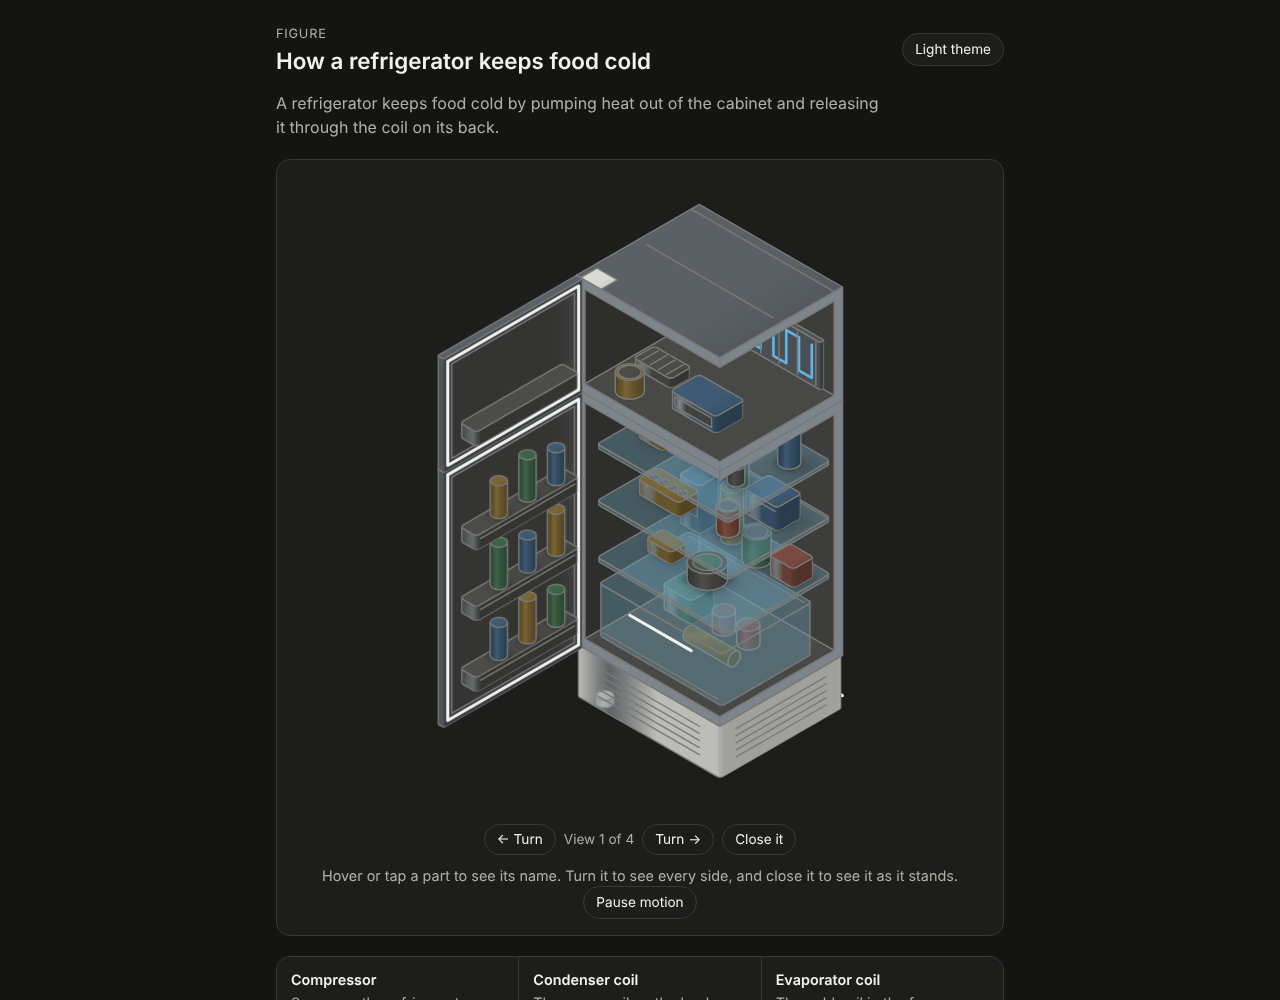 FIGURE
How a refrigerator keeps food cold
Light theme
A refrigerator keeps food cold by pumping heat out of the cabinet and releasing
it through the coil on its back.
← Turn
View 1 of 4
Turn →
Close it
Hover or tap a part to see its name. Turn it to see every side, and close it to see it as it stands.
Pause motion
Compressor
Condenser coil
Evaporator coil